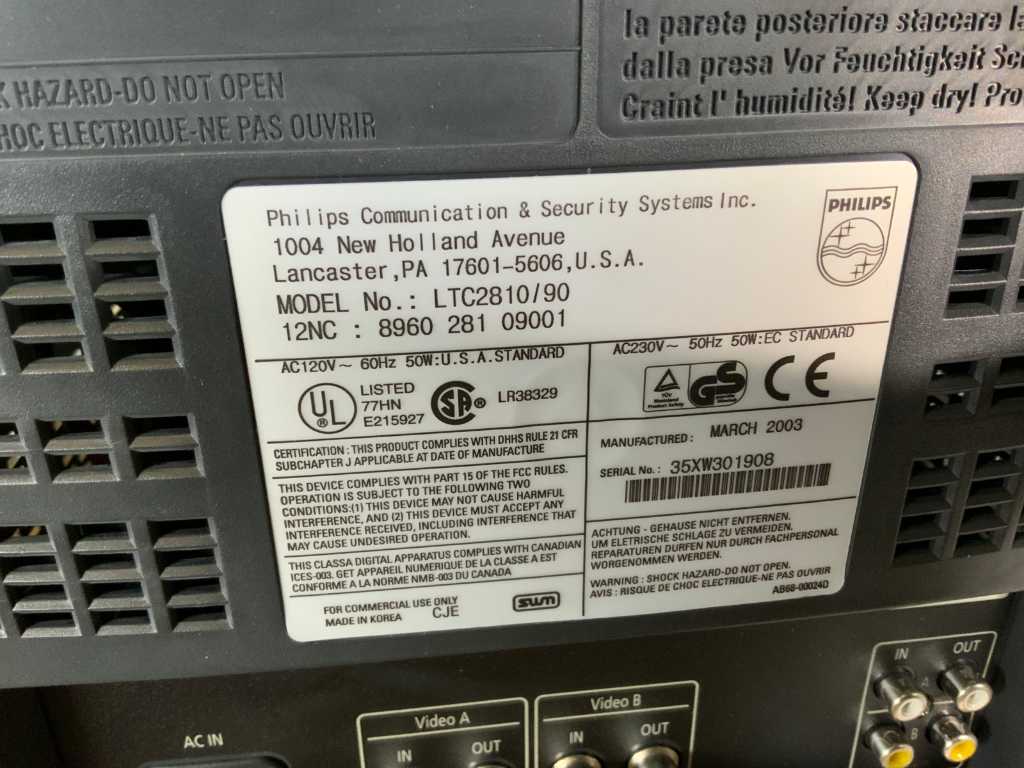 HAZARD-DO NOT OPEN
CHOC ELECTRIQUE-NE PAS OUVRIR
la parete posteriore staccare
dalla presa Vor Feuchtigkeit
Craint l' humidité! Keep dry!
Philips Communication & Security Systems Inc.
1004 New Holland Avenue
Lancaster,PA 17601-5606,U.S.A.
MODEL No.: LTC2810/90
12NC : 8960 281 09001
PHILIPS
AC120V~ 60Hz 50W:U.S.A.STANDARD
UL
®
LISTED
77HN
E215927
SA
®
LR38329
CERTIFICATION : THIS PRODUCT COMPLIES WITH DHHS RULE 21 CFR
SUBCHAPTER J APPLICABLE AT DATE OF MANUFACTURE
THIS DEVICE COMPLIES WITH PART 15 OF THE FCC RULES.
OPERATION IS SUBJECT TO THE FOLLOWING TWO
CONDITIONS:(1) THIS DEVICE MAY NOT CAUSE HARMFUL
INTERFERENCE, AND (2) THIS DEVICE MUST ACCEPT ANY
INTERFERENCE RECEIVED, INCLUDING INTERFERENCE THAT
MAY CAUSE UNDESIRED OPERATION.
THIS CLASSA DIGITAL APPARATUS COMPLIES WITH CANADIAN
ICES-003. GET APPAREIL NUMERIQUE DE LA CLASSE A EST
CONFORME A LA NORME NMB-003 DU CANADA
FOR COMMERCIAL USE ONLY
MADE IN KOREA
CJE
AC230V~ 50Hz 50W:EC STANDARD
TÜV
Rheinland
Product Safety
GS
CE
MANUFACTURED : MARCH 2003
SERIAL No. : 35XW301908
ACHTUNG - GEHAUSE NICHT ENTFERNEN,
UM ELETRISCHE SCHLAGE ZU VERMEIDEN.
REPARATUREN DURFEN NUR DURCH FACHPERSONAL
WORGENOMMEN WERDEN.
WARNING : SHOCK HAZARD-DO NOT OPEN.
AVIS : RISQUE DE CHOC ELECTRIQUE-NE PAS OUVRIR
AB68-00024D
AC IN
Video A
IN OUT
Video B
IN OUT
IN OUT
A
B